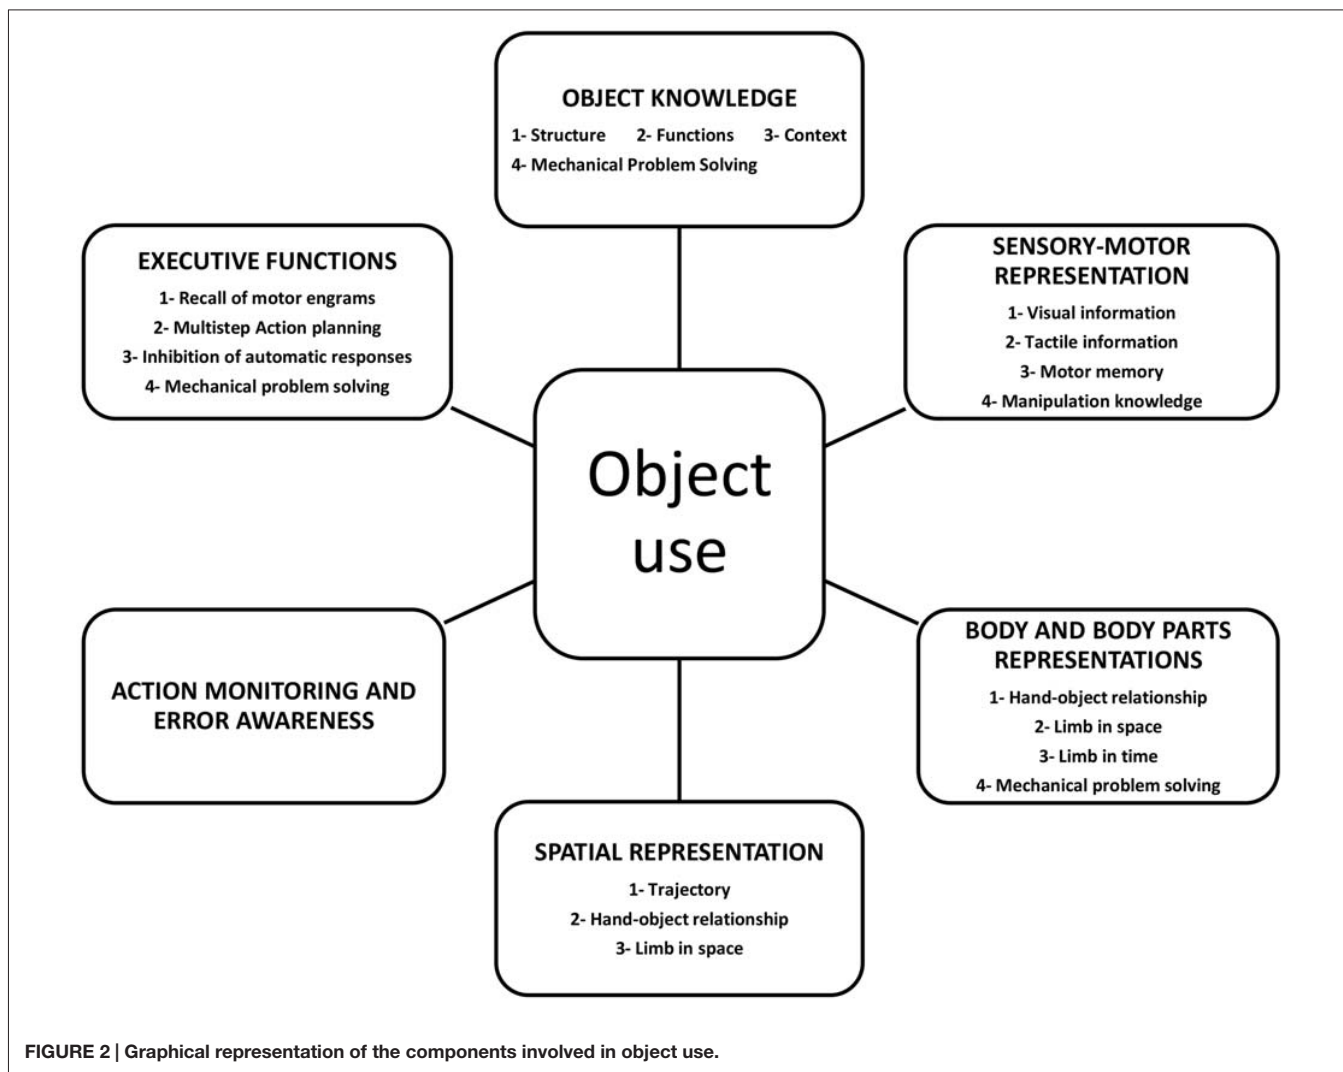 OBJECT KNOWLEDGE
1- Structure 2- Functions 3- Context
4- Mechanical Problem Solving
EXECUTIVE FUNCTIONS
1- Recall of motor engrams
2- Multistep Action planning
3- Inhibition of automatic responses
4- Mechanical problem solving
SENSORY-MOTOR
REPRESENTATION
1- Visual information
2- Tactile information
3- Motor memory
4- Manipulation knowledge
Object
use
ACTION MONITORING AND
ERROR AWARENESS
BODY AND BODY PARTS
REPRESENTATIONS
1- Hand-object relationship
2- Limb in space
3- Limb in time
4- Mechanical problem solving
SPATIAL REPRESENTATION
1- Trajectory
2- Hand-object relationship
3- Limb in space
FIGURE 2 | Graphical representation of the components involved in object use.